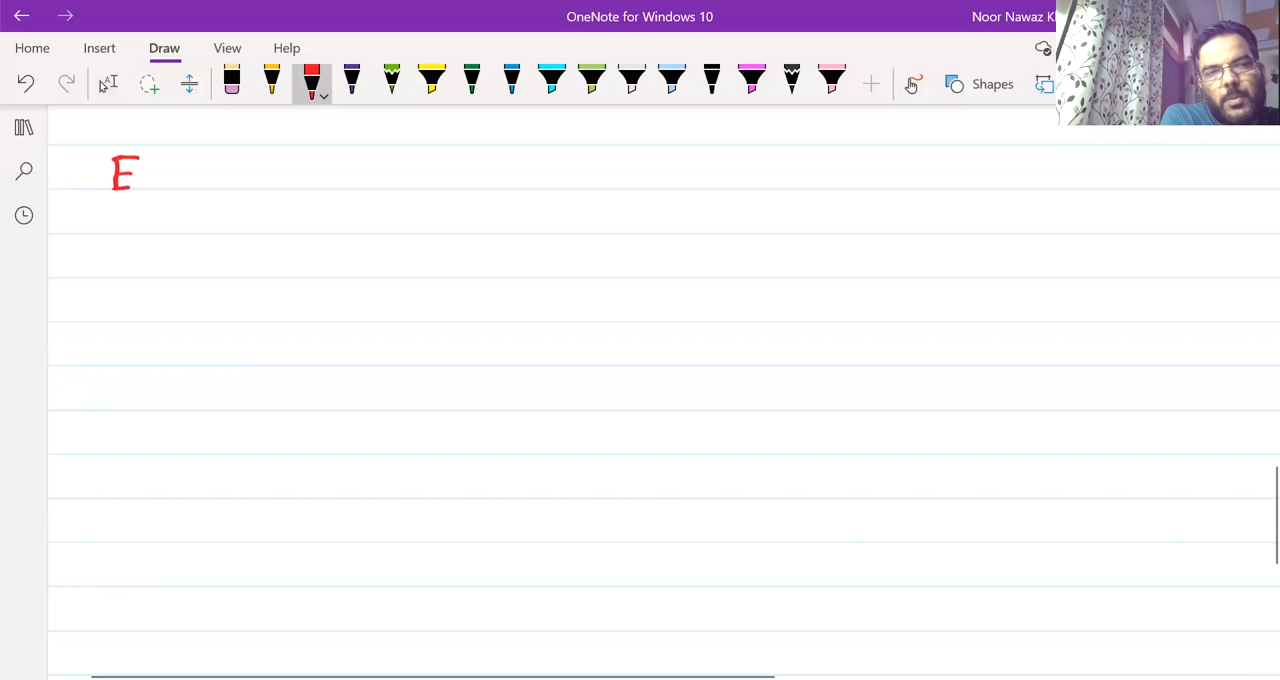 OneNote for Windows 10
Noor Nawaz
Home Insert Draw View Help
Shapes
E